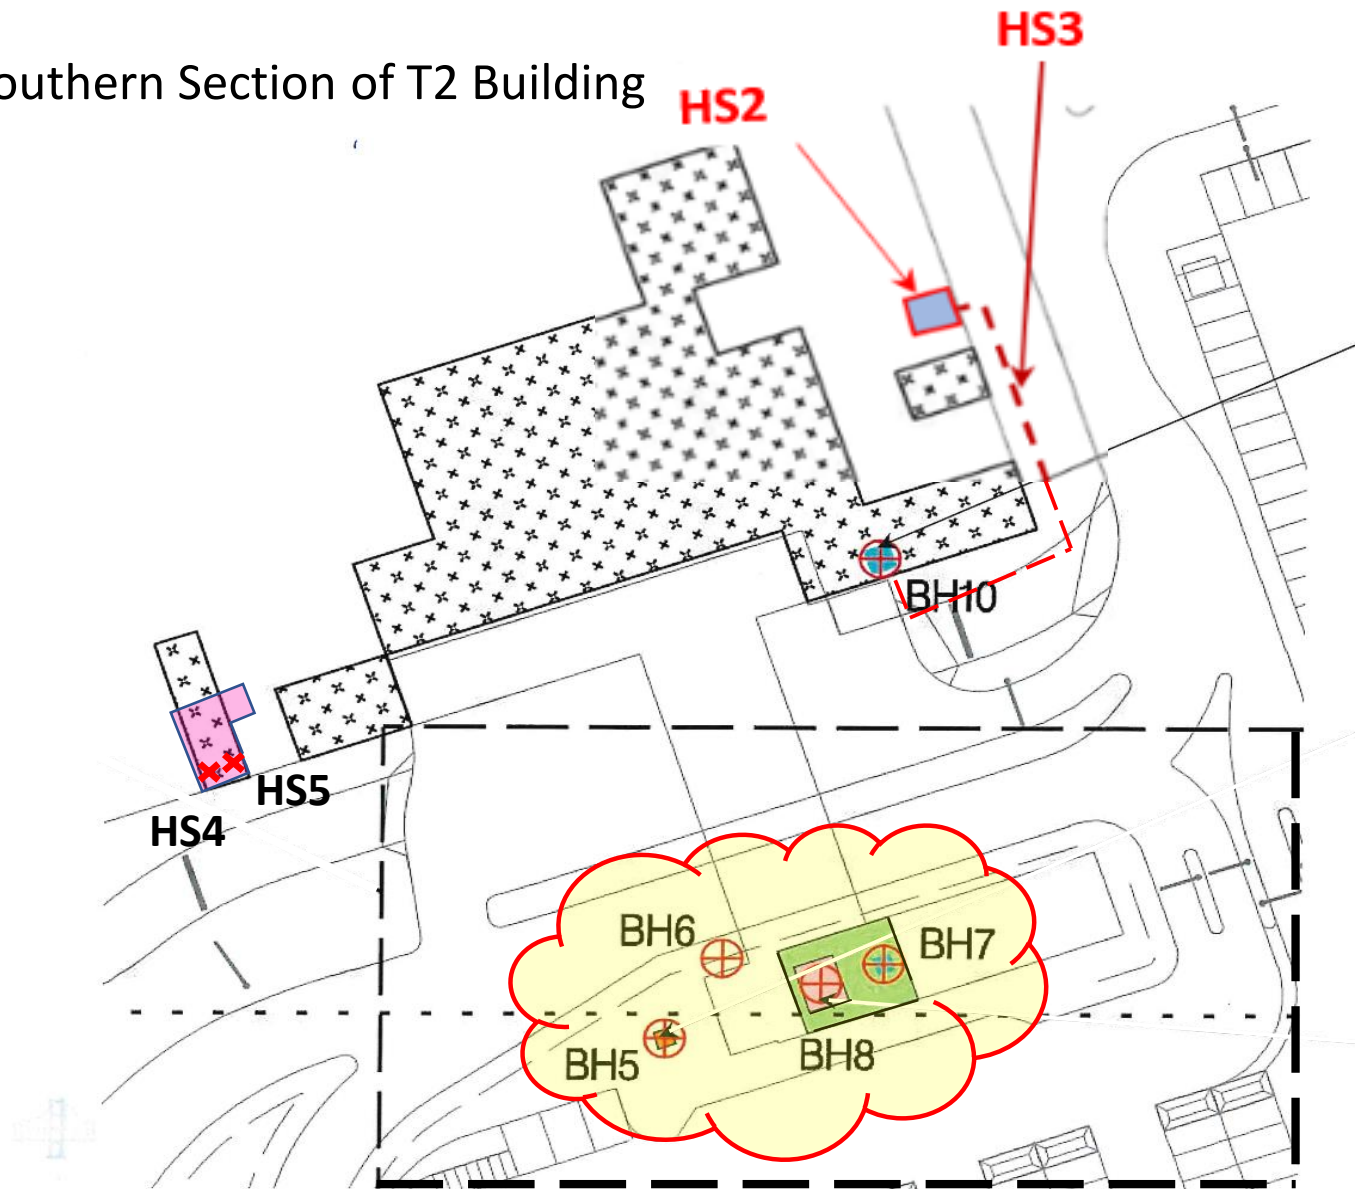 HS3
outhern Section of T2 Building
HS2
BH10
HS5
HS4
BH6
BH7
BH8
BH5